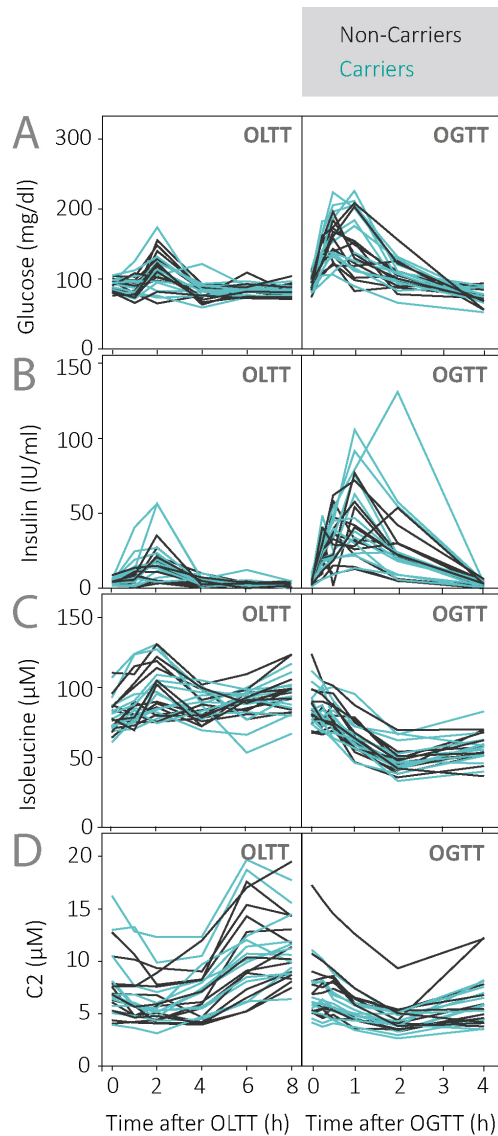 Non-Carriers
Carriers
A
OLTT
OGTT
Glucose (mg/dl)
300
200
100
0
B
OLTT
OGTT
Insulin (IU/ml)
150
100
50
0
C
OLTT
OGTT
Isoleucine (µM)
150
100
50
0
D
OLTT
OGTT
C2 (µM)
20
15
10
5
0
0 2 4 6 8
0 1 2 3 4
Time after OLTT (h)
Time after OGTT (h)